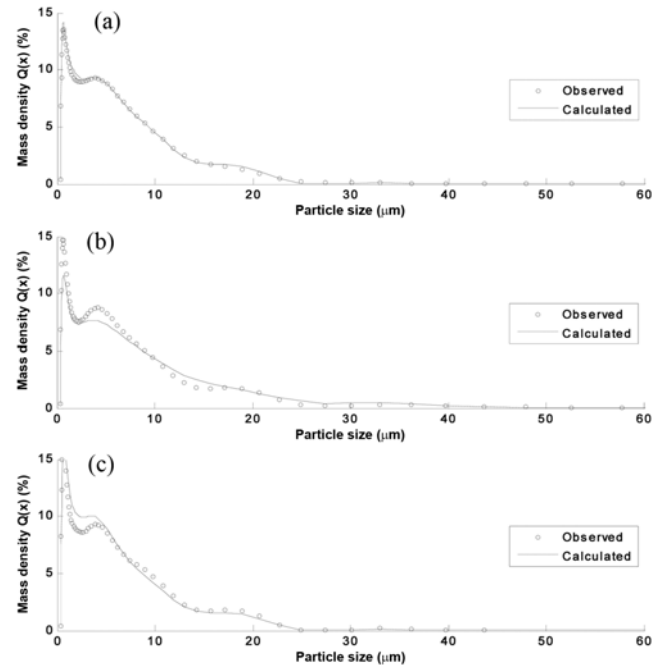 (a)
15
10
5
0
Mass density Q(x) (%)
Observed
Calculated
0 10 20 30 40 50 60
Particle size (μm)
(b)
15
10
5
0
Mass density Q(x) (%)
Observed
Calculated
0 10 20 30 40 50 60
Particle size (μm)
(c)
15
10
5
0
Mass density Q(x) (%)
Observed
Calculated
0 10 20 30 40 50 60
Particle size (μm)